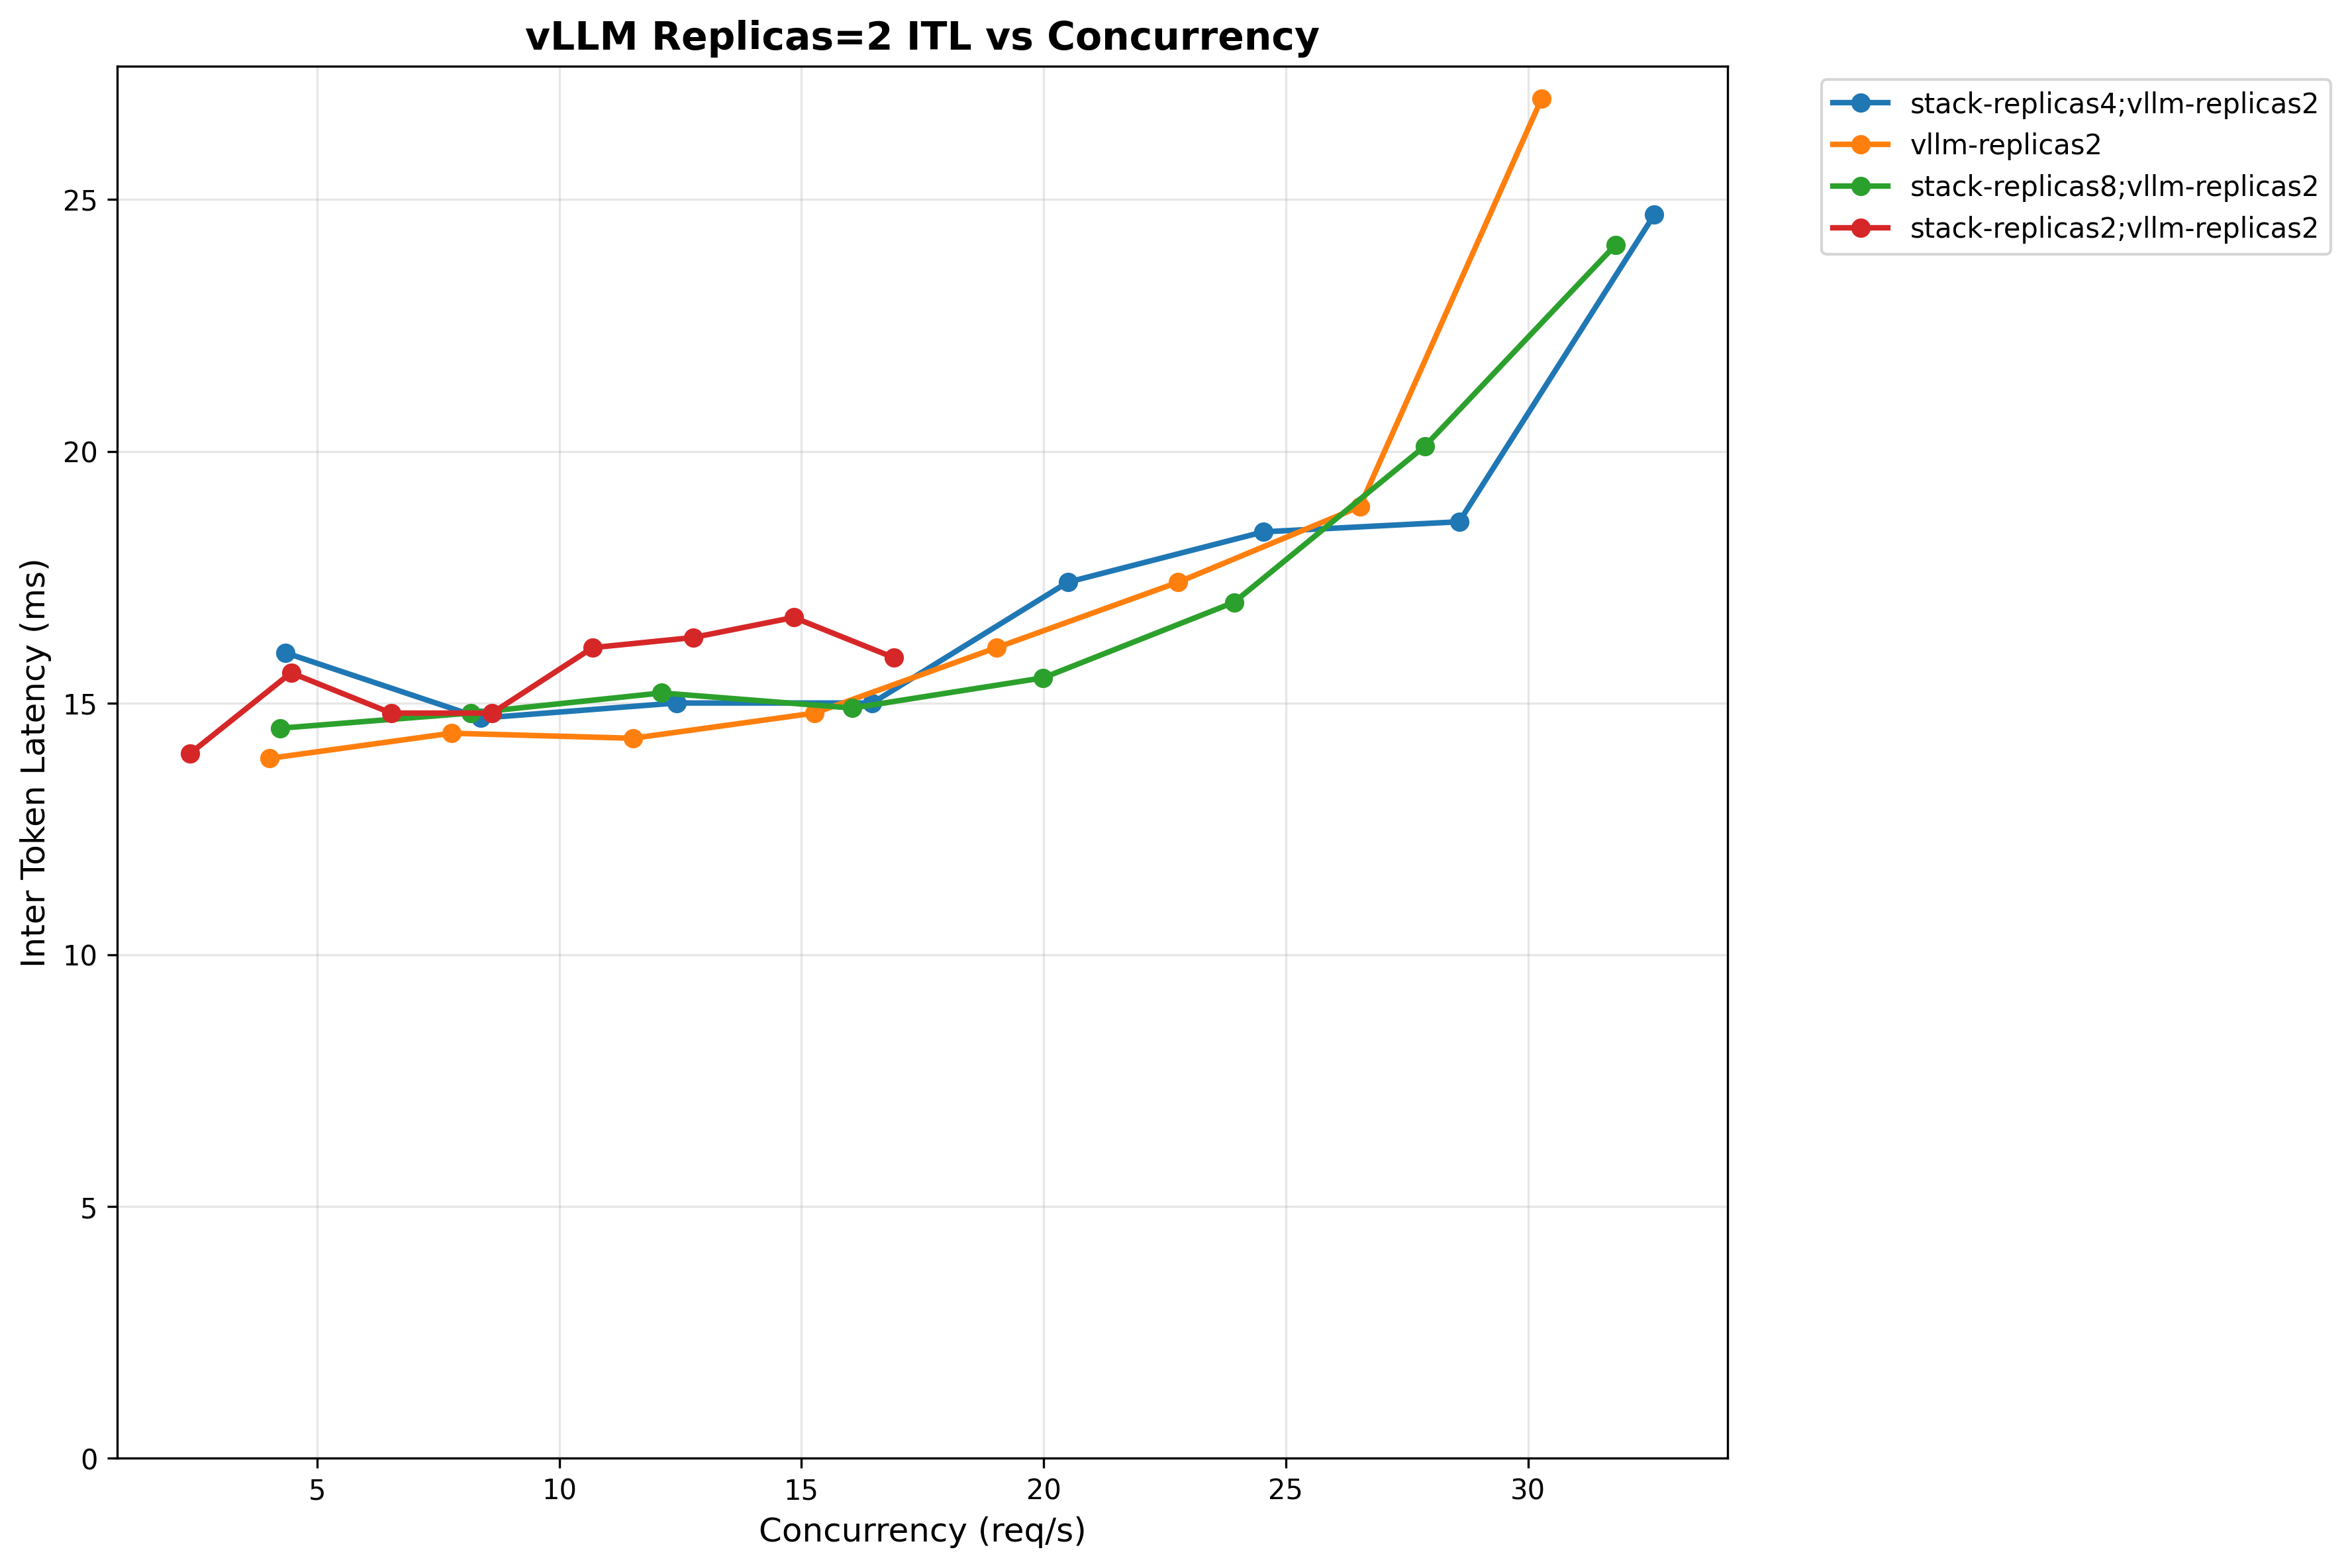 vLLM Replicas=2 ITL vs Concurrency
stack-replicas4;vllm-replicas2
vllm-replicas2
stack-replicas8;vllm-replicas2
stack-replicas2;vllm-replicas2
Inter Token Latency (ms)
25
20
15
10
5
0
5 10 15 20 25 30
Concurrency (req/s)